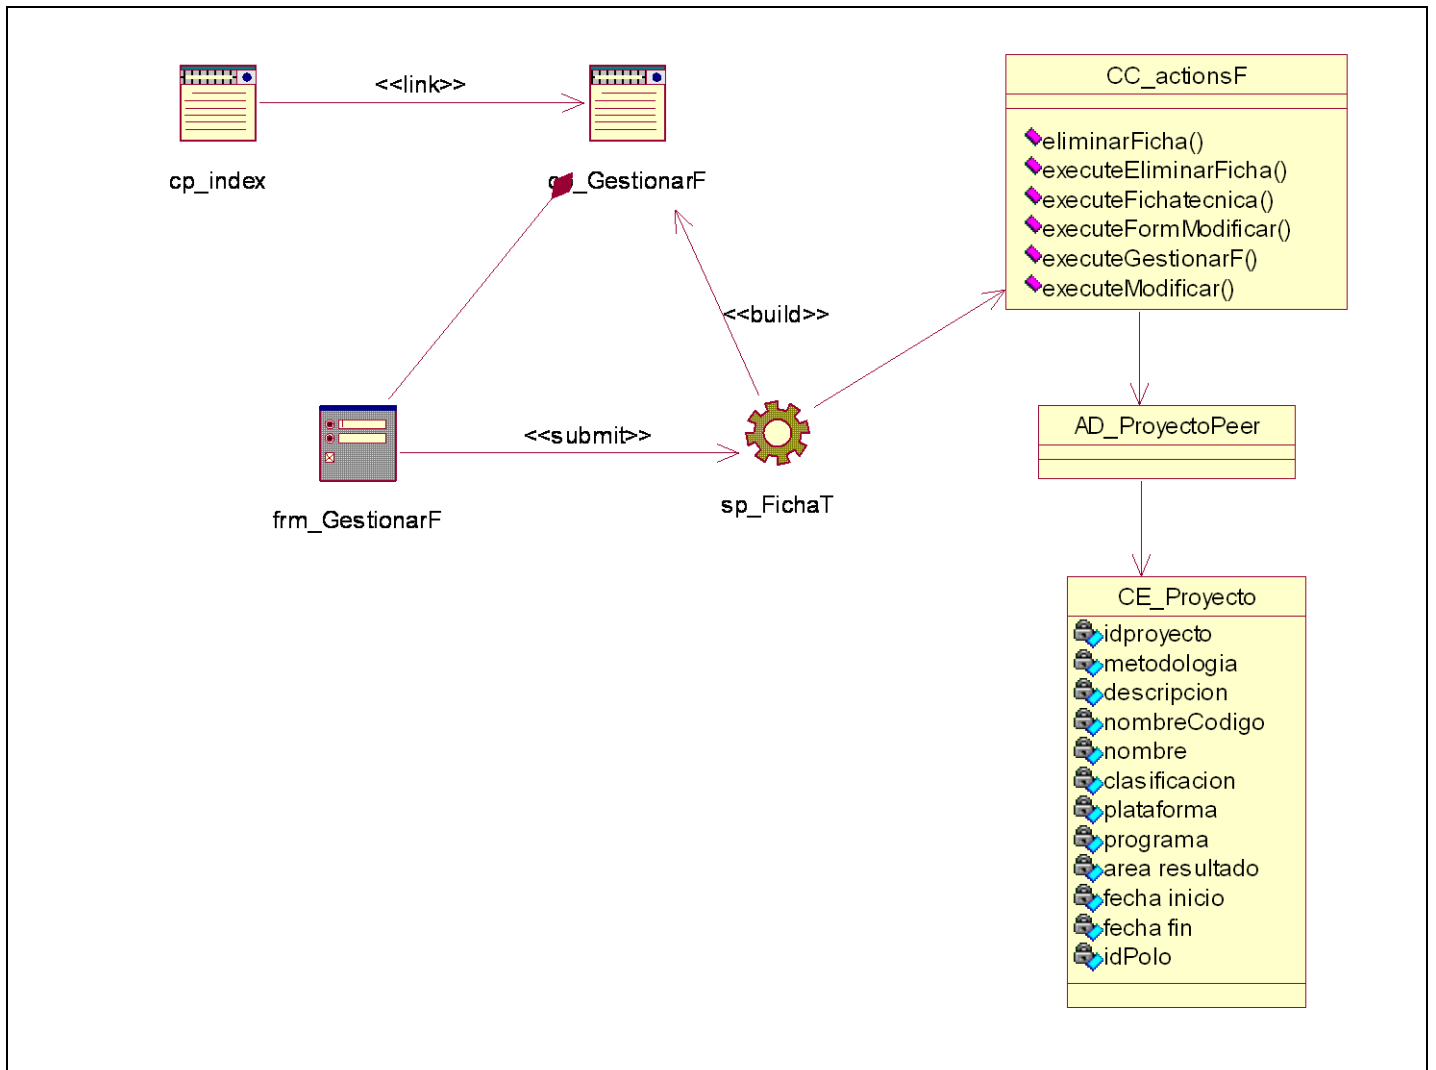 <<link>>
cp_index
cp_GestionarF
<<build>>
<<submit>>
frm_GestionarF
sp_FichaT
CC_actionsF
eliminarFicha()
executeEliminarFicha()
executeFichatecnica()
executeFormModificar()
executeGestionarF()
executeModificar()
AD_ProyectoPeer
CE_Proyecto
idproyecto
metodologia
descripcion
nombreCodigo
nombre
clasificacion
plataforma
programa
area resultado
fecha inicio
fecha fin
idPolo